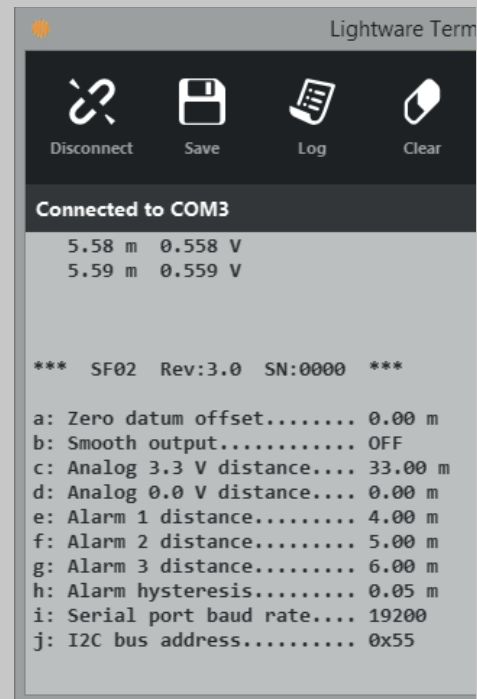 Lightware Term
Disconnect Save Log Clear
Connected to COM3
5.58 m 0.558 V
5.59 m 0.559 V
*** SF02 Rev:3.0 SN:0000 ***
a: Zero datum offset........ 0.00 m
b: Smooth output............ OFF
c: Analog 3.3 V distance.... 33.00 m
d: Analog 0.0 V distance.... 0.00 m
e: Alarm 1 distance......... 4.00 m
f: Alarm 2 distance......... 5.00 m
g: Alarm 3 distance......... 6.00 m
h: Alarm hysteresis......... 0.05 m
i: Serial port baud rate.... 19200
j: I2C bus address.......... 0x55